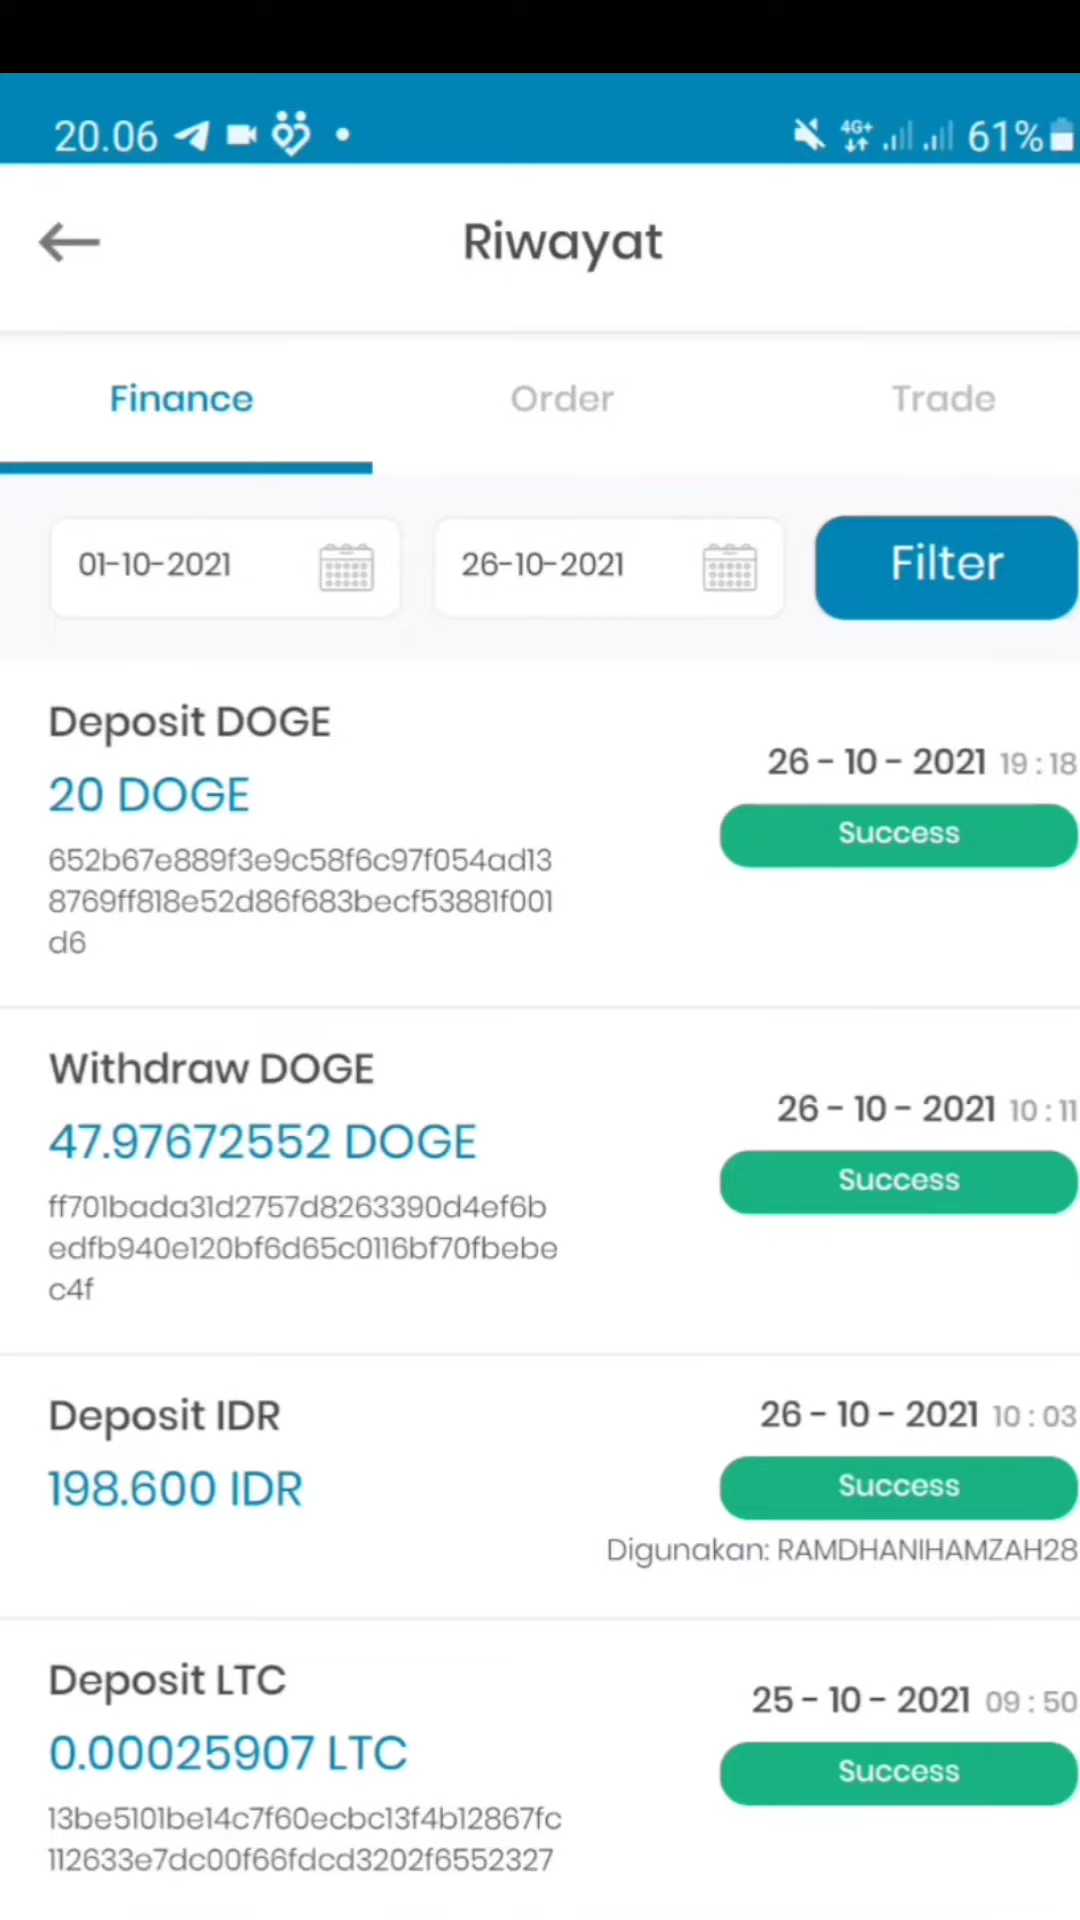 20.06
4G+ 61%
Riwayat
Finance Order Trade
01-10-2021 26-10-2021 Filter
Deposit DOGE
26 - 10 - 2021 19 : 18
20 DOGE
Success
652b67e889f3e9c58f6c97f054ad13
8769ff818e52d86f683becf53881f001
d6
Withdraw DOGE
26 - 10 - 2021 10 : 11
47.97672552 DOGE
Success
ff701bada31d2757d8263390d4ef6b
edfb940e120bf6d65c0116bf70fbebe
c4f
Deposit IDR
26 - 10 - 2021 10 : 03
198.600 IDR
Success
Digunakan: RAMDHANIHAMZAH28
Deposit LTC
25 - 10 - 2021 09 : 50
0.00025907 LTC
Success
13be5101be14c7f60ecbc13f4b12867fc
112633e7dc00f66fdcd3202f6552327